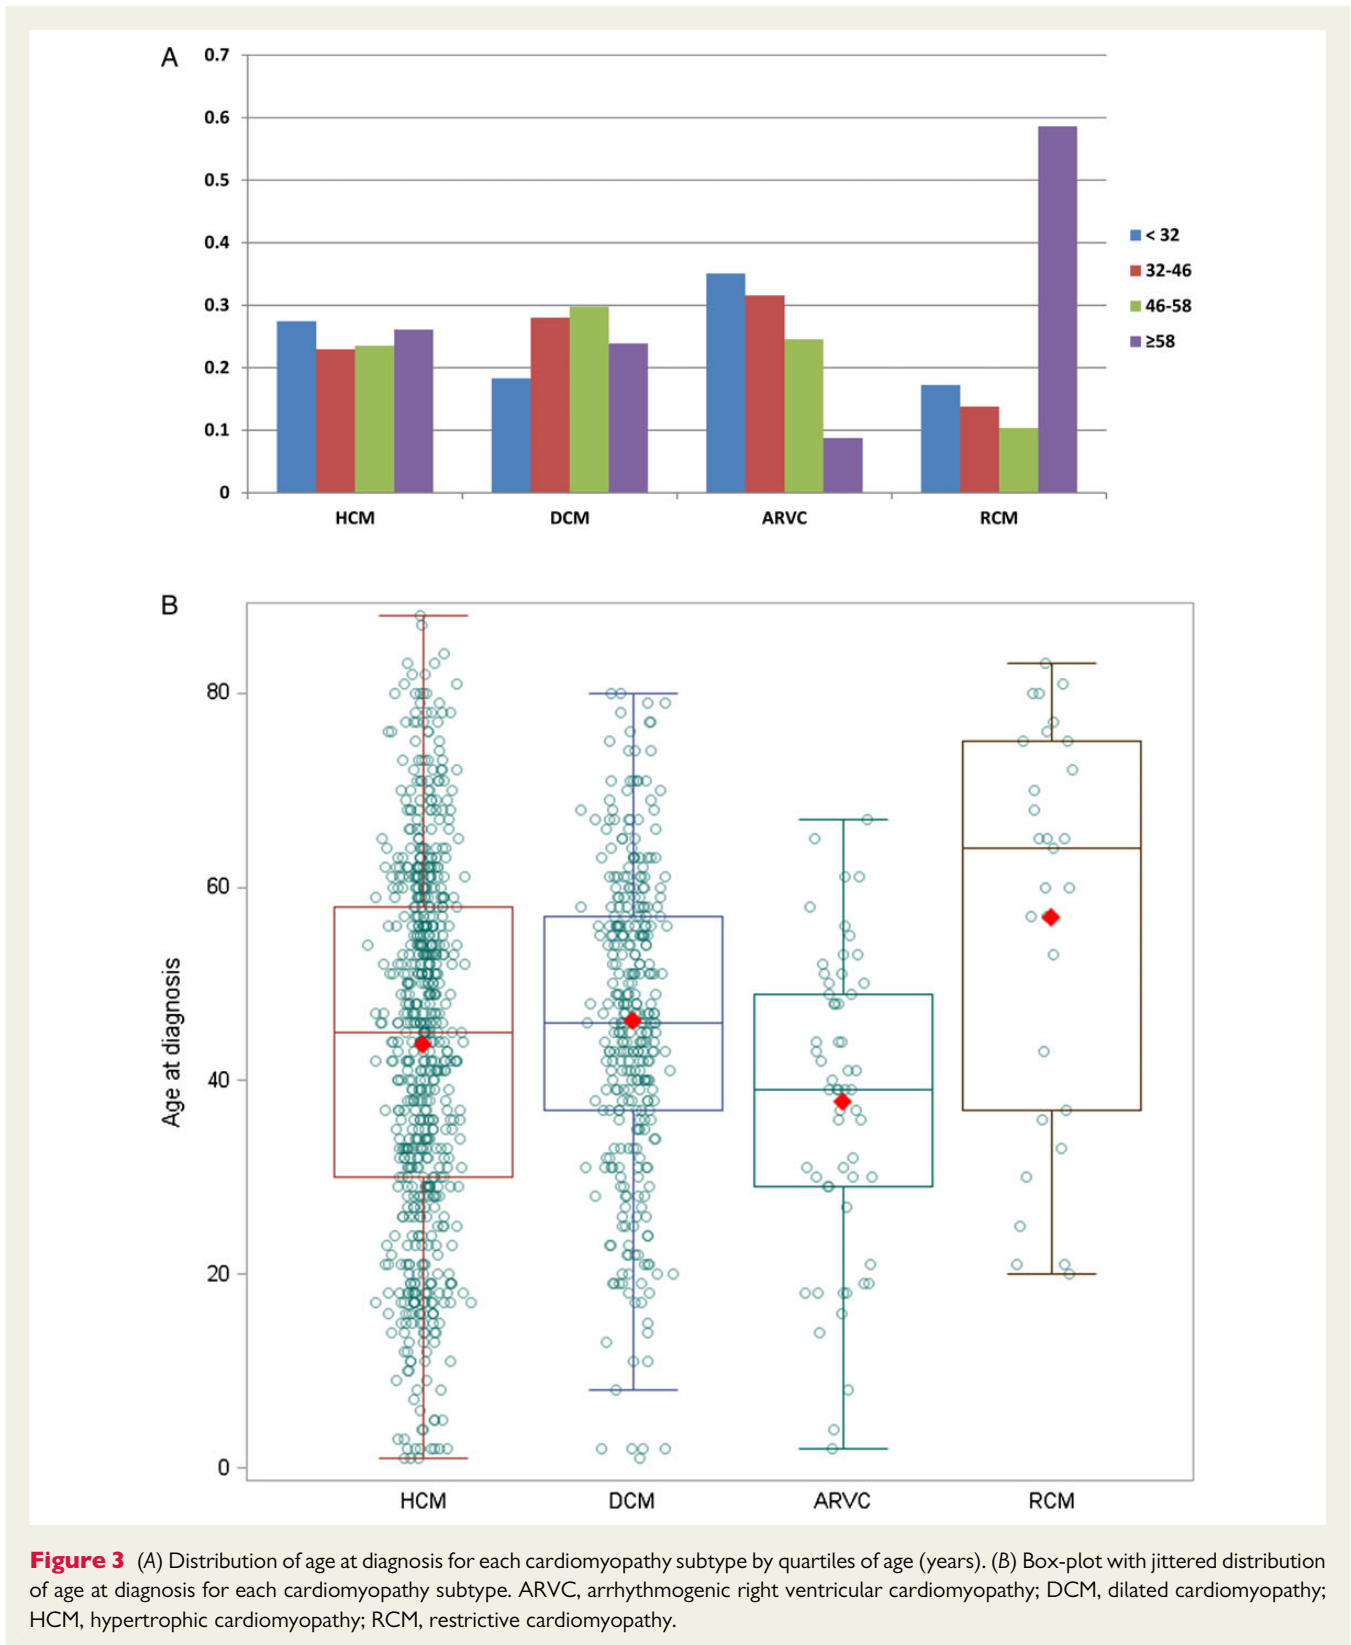 A
0.7
0.6
0.5
0.4
0.3
0.2
0.1
0
HCM DCM ARVC RCM
< 32
32-46
46-58
≥58
B
Age at diagnosis
80
60
40
20
0
HCM DCM ARVC RCM
Figure 3 (A) Distribution of age at diagnosis for each cardiomyopathy subtype by quartiles of age (years). (B) Box-plot with jittered distribution
of age at diagnosis for each cardiomyopathy subtype. ARVC, arrhythmogenic right ventricular cardiomyopathy; DCM, dilated cardiomyopathy;
HCM, hypertrophic cardiomyopathy; RCM, restrictive cardiomyopathy.